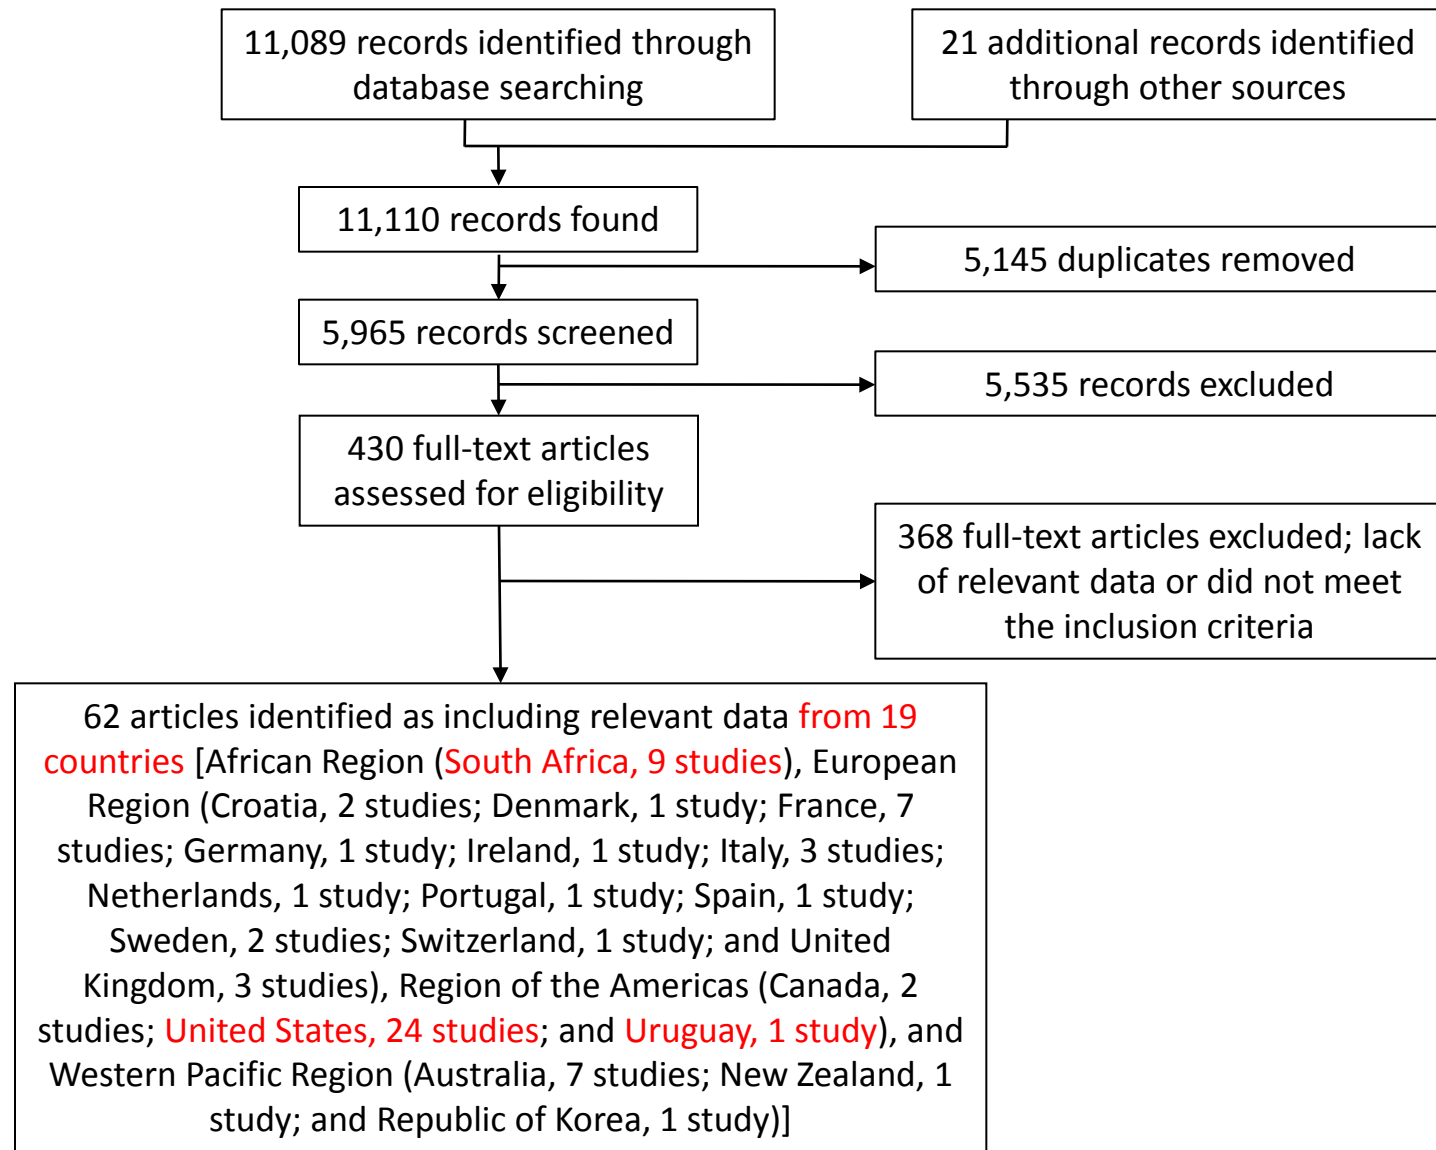 11,089 records identified through
database searching
21 additional records identified
through other sources
11,110 records found
5,145 duplicates removed
5,965 records screened
5,535 records excluded
430 full-text articles
assessed for eligibility
368 full-text articles excluded; lack
of relevant data or did not meet
the inclusion criteria
62 articles identified as including relevant data from 19
countries [African Region (South Africa, 9 studies), European
Region (Croatia, 2 studies; Denmark, 1 study; France, 7
studies; Germany, 1 study; Ireland, 1 study; Italy, 3 studies;
Netherlands, 1 study; Portugal, 1 study; Spain, 1 study;
Sweden, 2 studies; Switzerland, 1 study; and United
Kingdom, 3 studies), Region of the Americas (Canada, 2
studies; United States, 24 studies; and Uruguay, 1 study), and
Western Pacific Region (Australia, 7 studies; New Zealand, 1
study; and Republic of Korea, 1 study)]